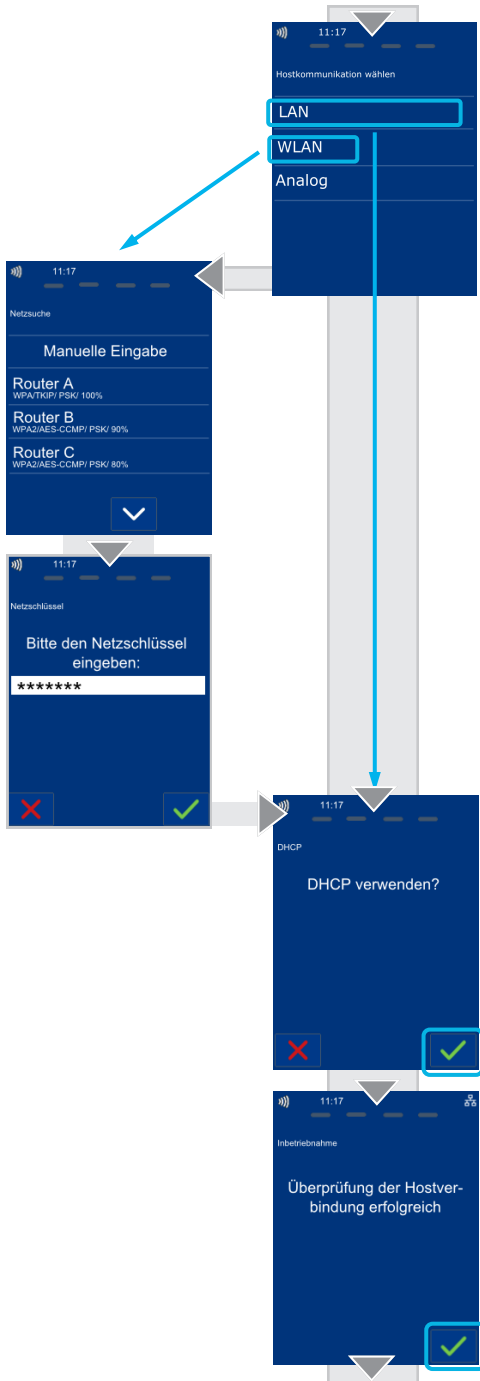 11:17
Hostkommunikation wählen
LAN
WLAN
Analog
11:17
Netzsuche
Manuelle Eingabe
Router A
WPA/TKIP/ PSK/ 100%
Router B
WPA2/AES-CCMP/ PSK/ 90%
Router C
WPA2/AES-CCMP/ PSK/ 80%
11:17
Netzschlüssel
Bitte den Netzschlüssel
eingeben:
*******
11:17
DHCP
DHCP verwenden?
11:17
Inbetriebnahme
Überprüfung der Hostver-
bindung erfolgreich